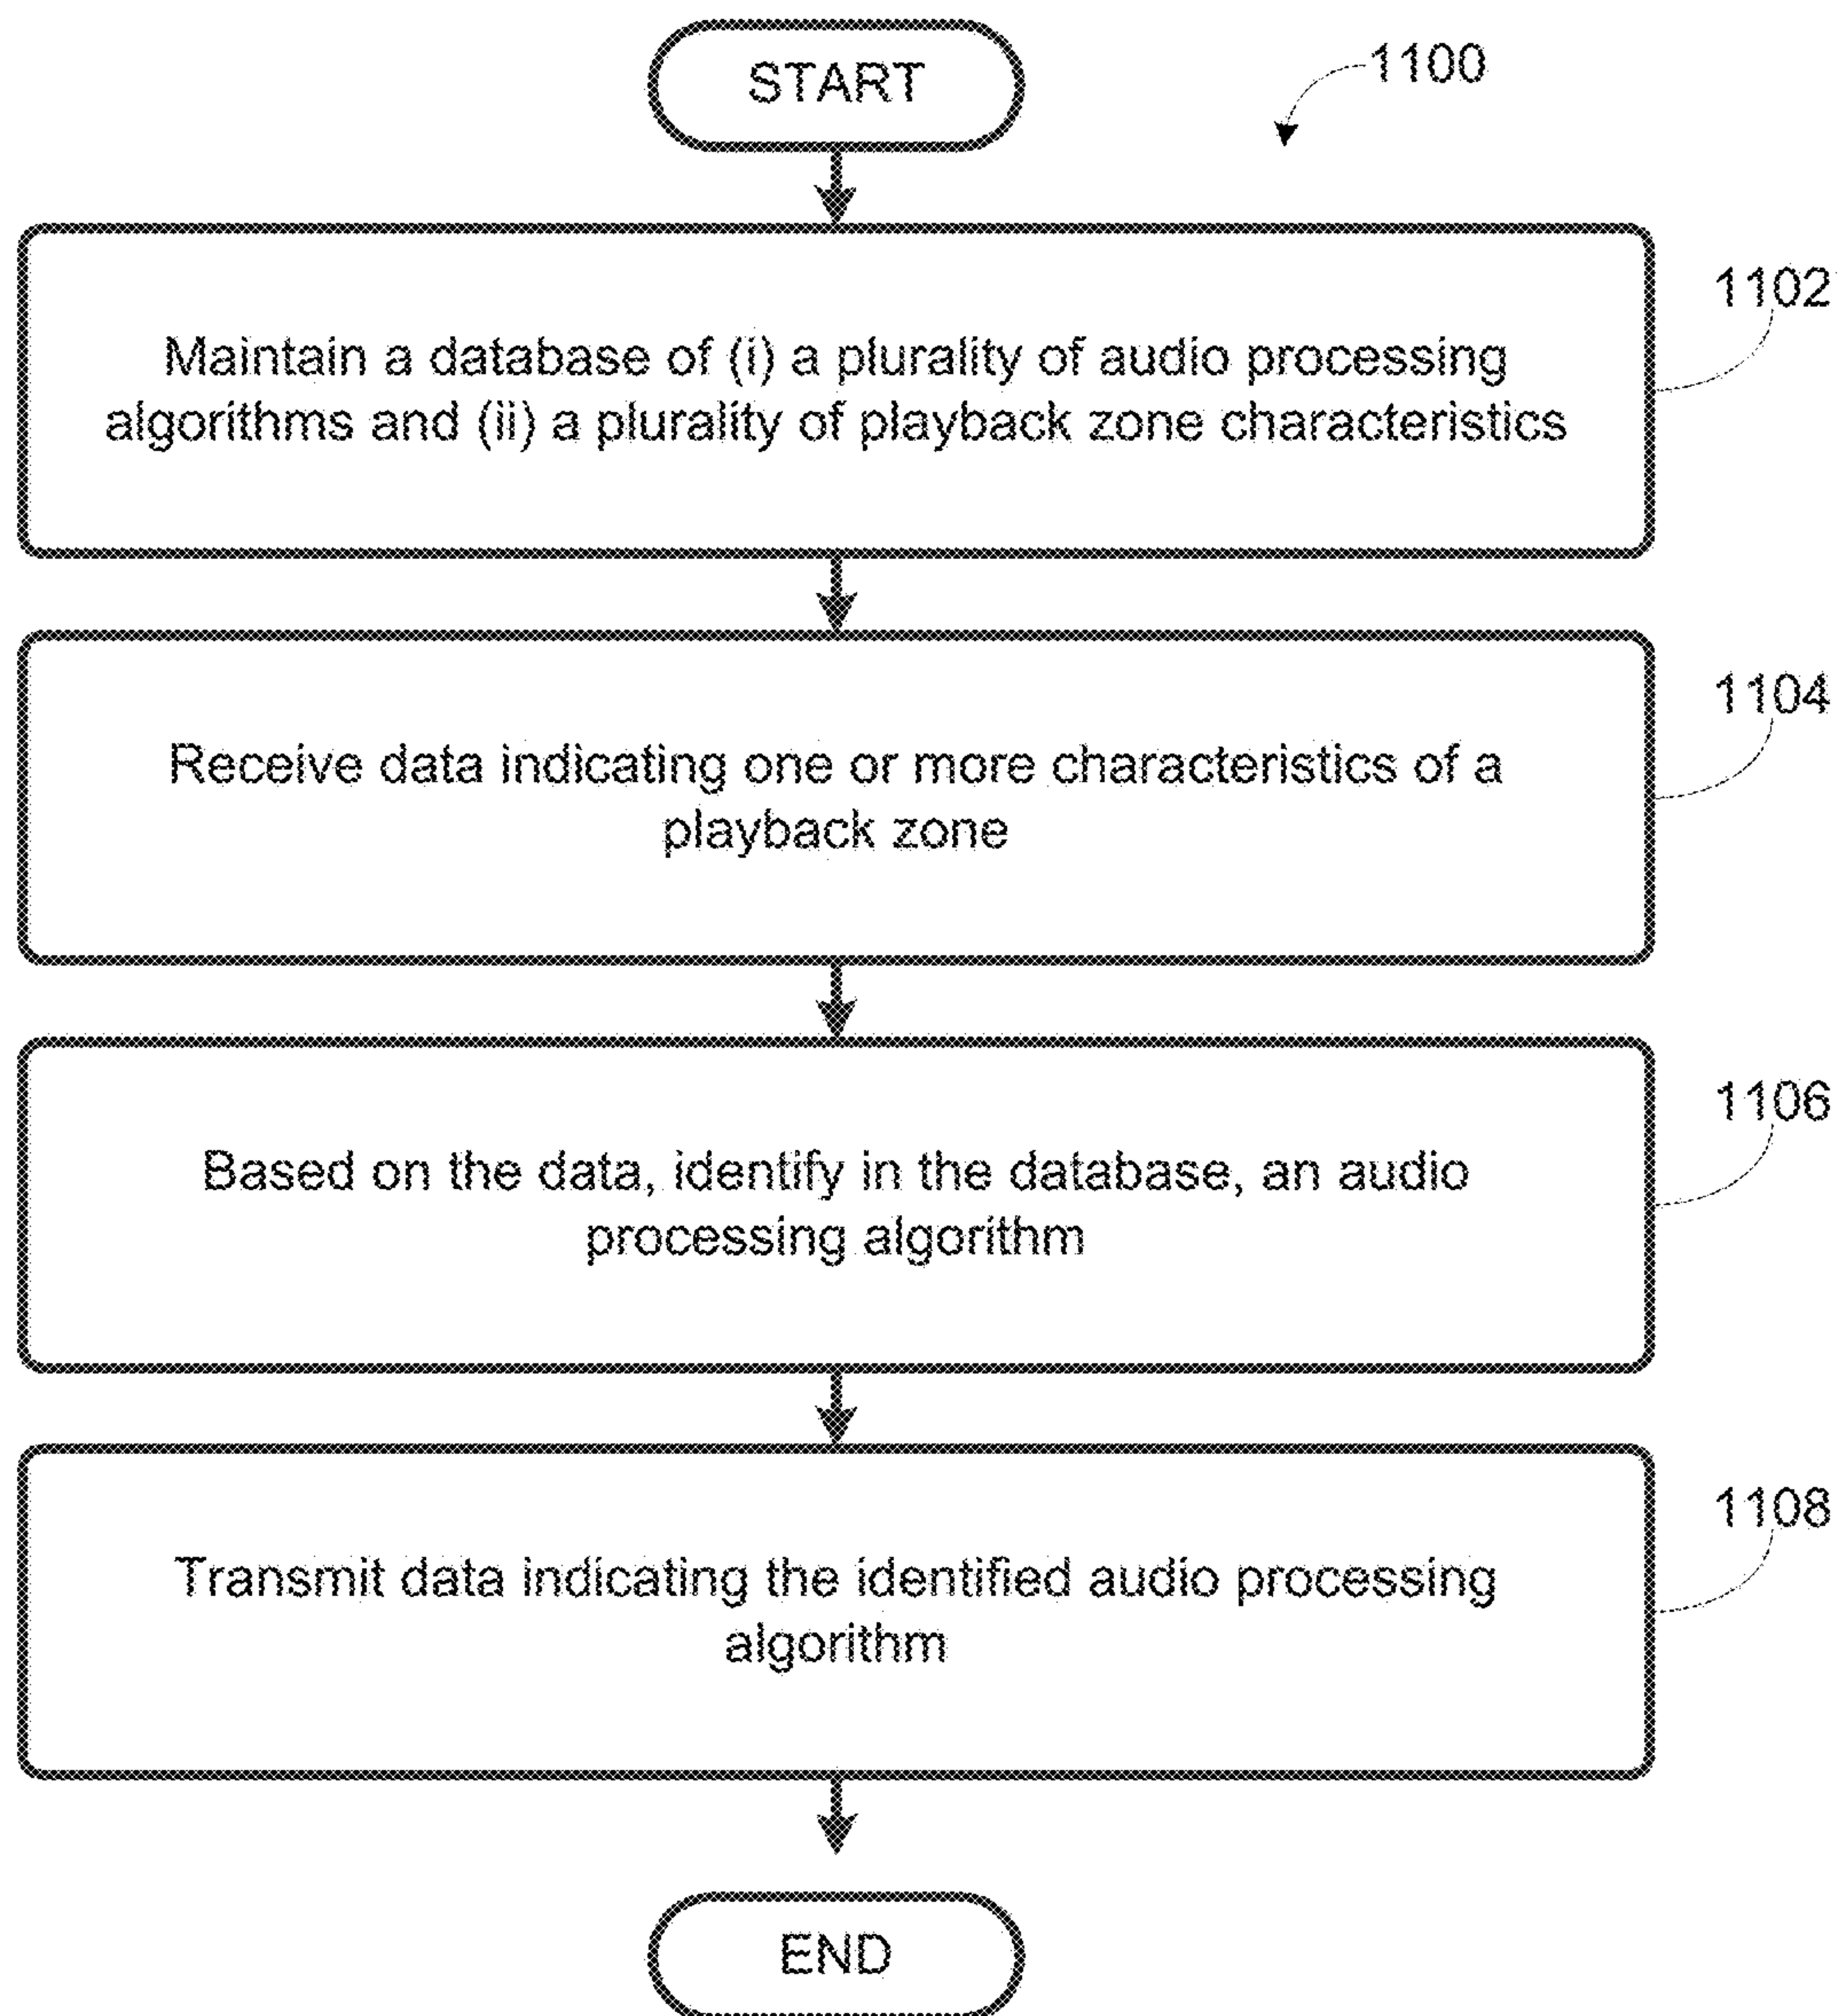 START
1100
1102
Maintain a database of (i) a plurality of audio processing
algorithms and (ii) a plurality of playback zone characteristics
1104
Receive data indicating one or more characteristics of a
playback zone
1106
Based on the data, identify in the database, an audio
processing algorithm
1108
Transmit data indicating the identified audio processing
algorithm
END